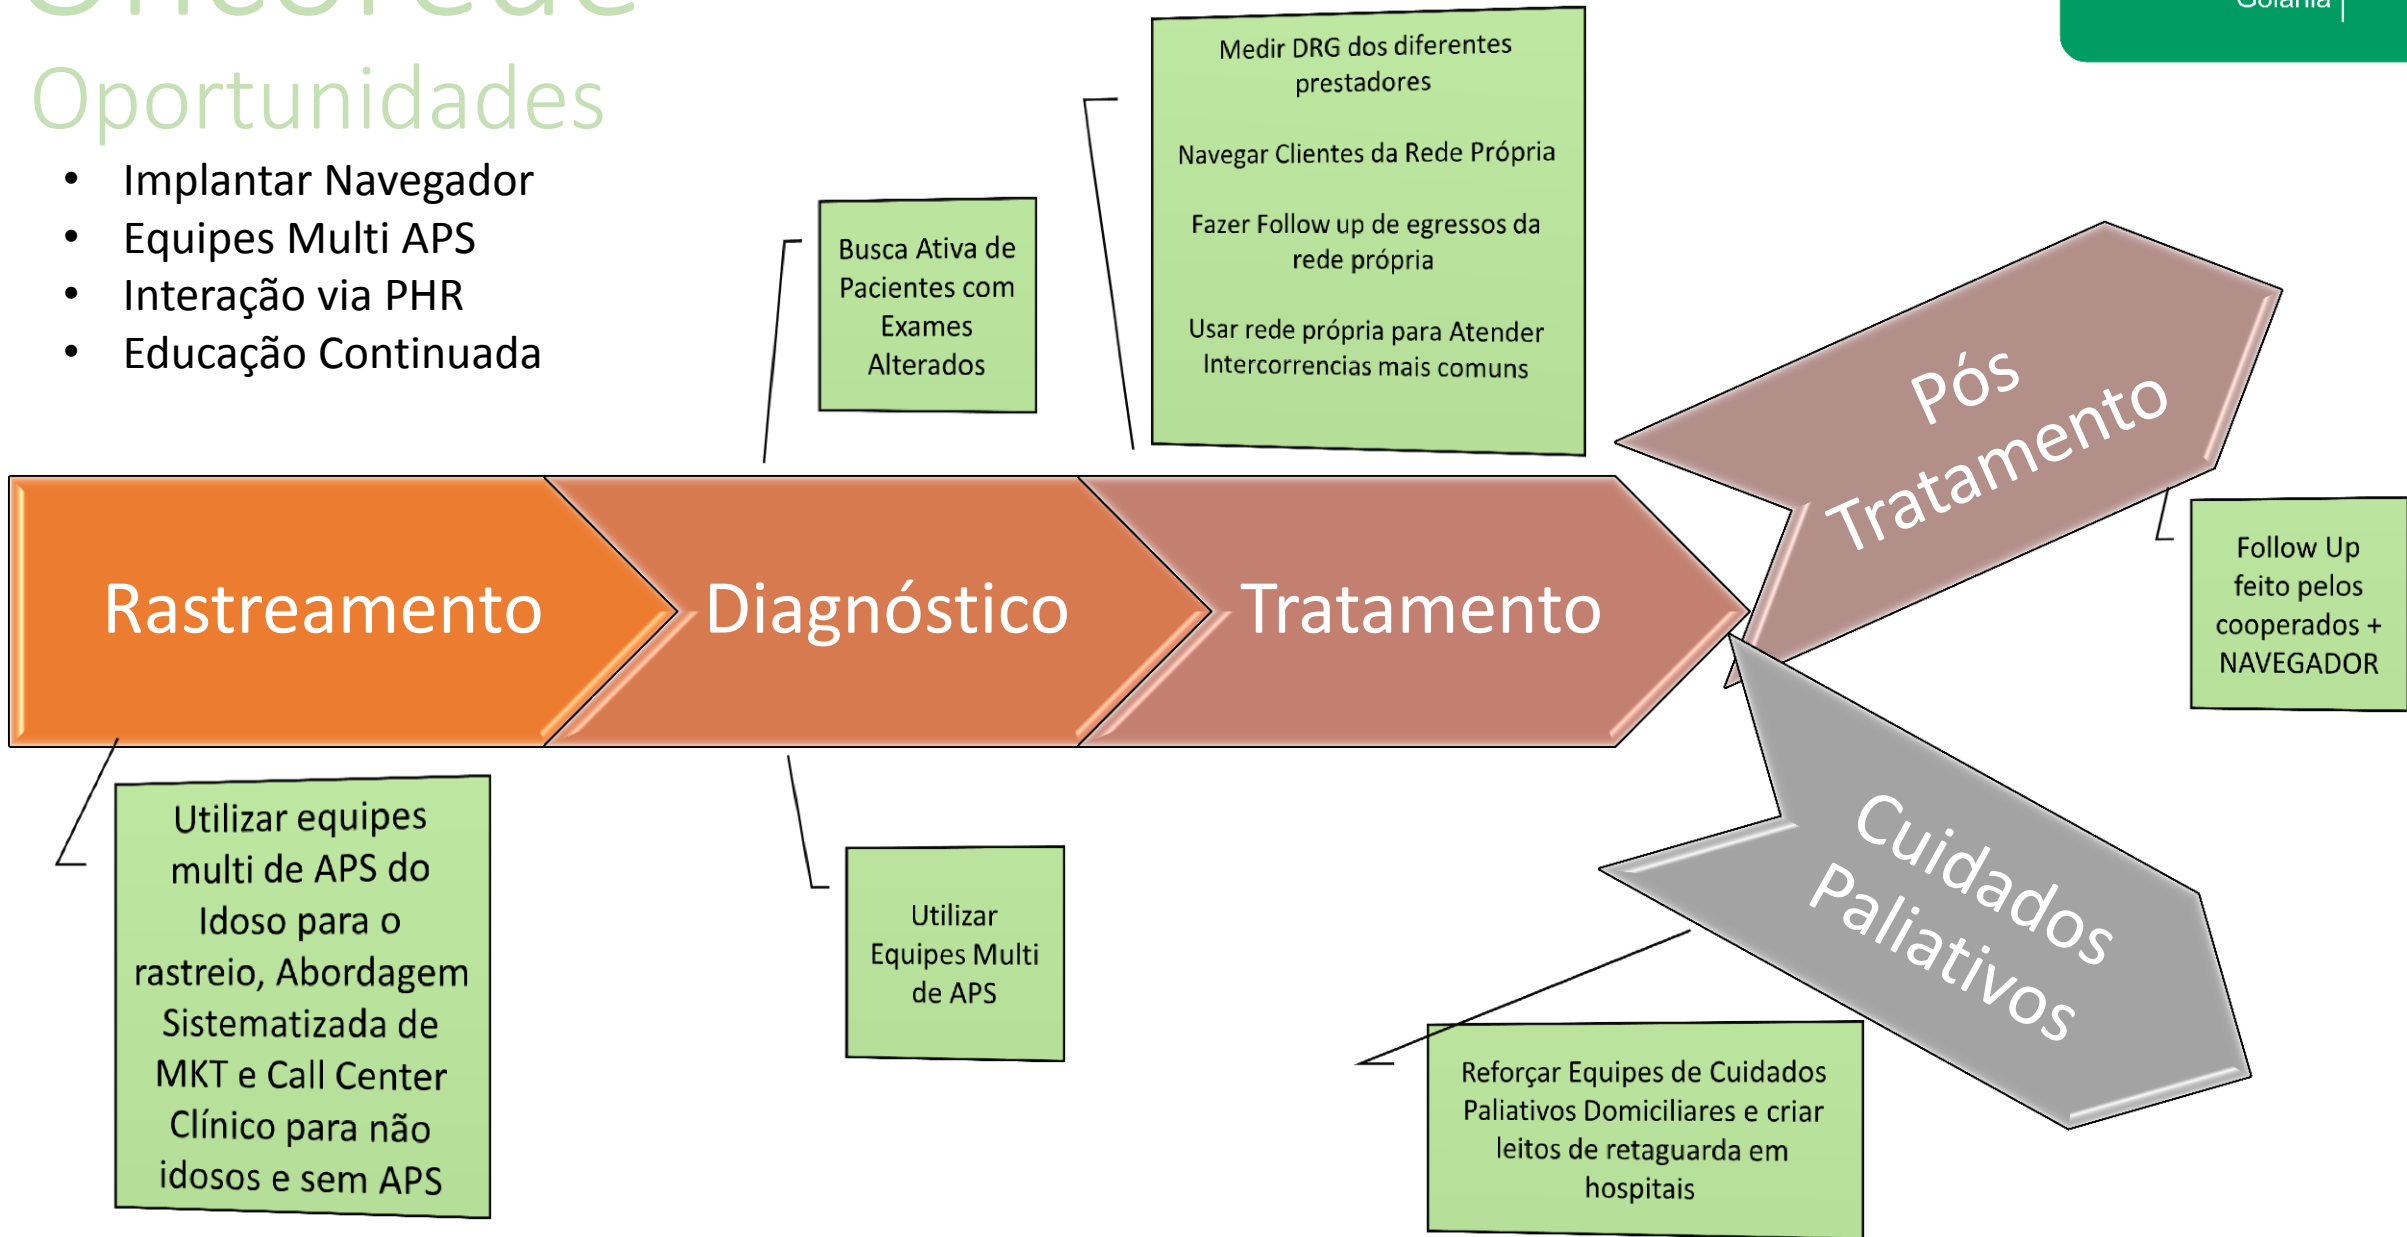 Oncorede
Goiânia
Oportunidades
• Implantar Navegador
• Equipes Multi APS
• Interação via PHR
• Educação Continuada
Busca Ativa de
Pacientes com
Exames
Alterados
Medir DRG dos diferentes
prestadores
Navegar Clientes da Rede Própria
Fazer Follow up de egressos da
rede própria
Usar rede própria para Atender
Intercorrencias mais comuns
Rastreamento
Diagnóstico
Tratamento
Pós
Tratamento
Follow Up
feito pelos
cooperados +
NAVEGADOR
Cuidados
Paliativos
Utilizar equipes
multi de APS do
Idoso para o
rastreio, Abordagem
Sistematizada de
MKT e Call Center
Clínico para não
idosos e sem APS
Utilizar
Equipes Multi
de APS
Reforçar Equipes de Cuidados
Paliativos Domiciliares e criar
leitos de retaguarda em
hospitais